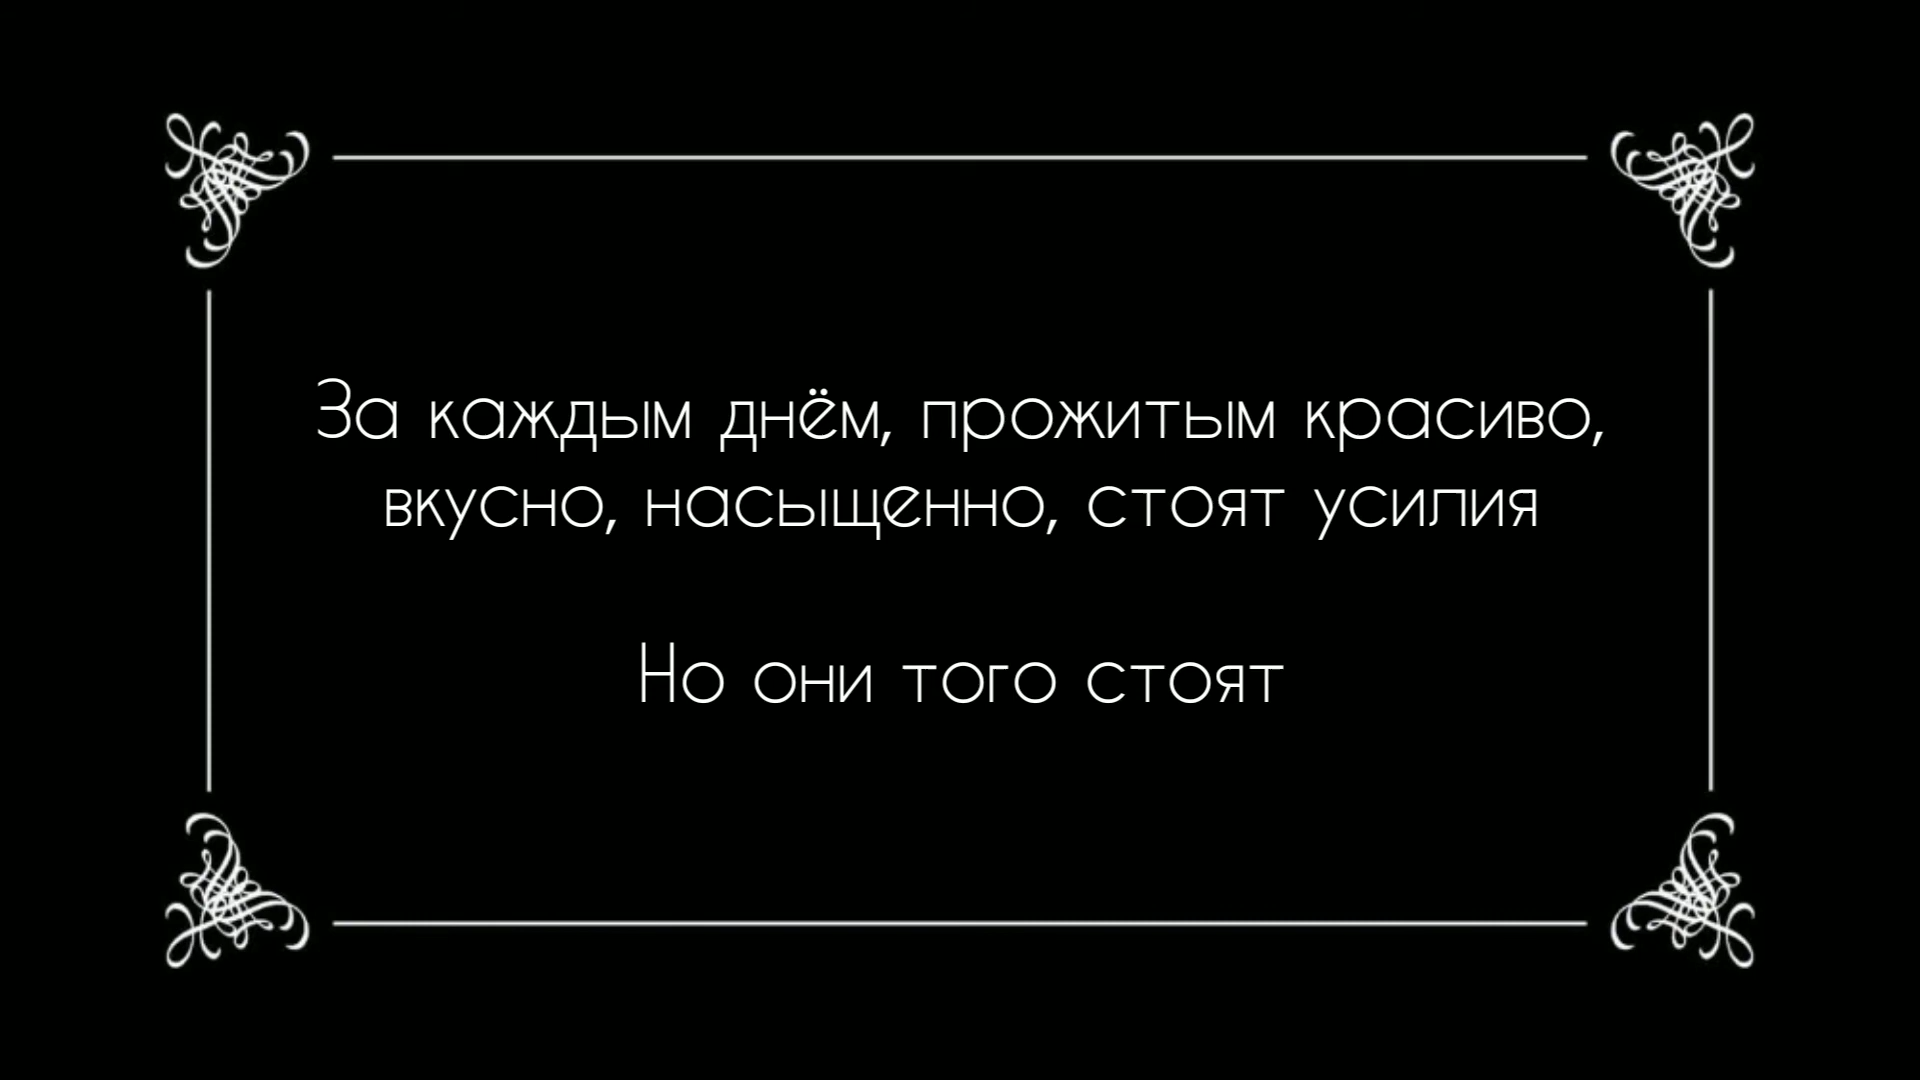 За каждым днём, прожитым красиво,
вкусно, насыщенно, стоят усилия
Но они того стоят